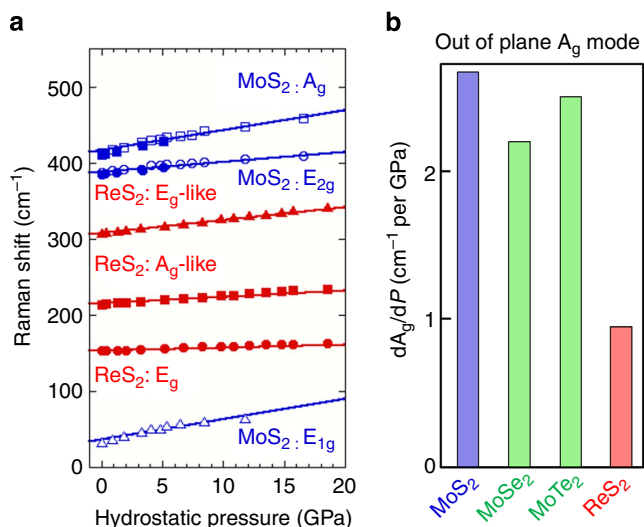 a
500
400
300
200
100
0
Raman shift (cm⁻¹)
MoS₂ : A_g
MoS₂ : E₂g
ReS₂: E_g-like
ReS₂: A_g-like
ReS₂: E_g
MoS₂ : E₁g
0 5 10 15 20
Hydrostatic pressure (GPa)
b
Out of plane A_g mode
2
1
0
dA_g/dP (cm⁻¹ per GPa)
MoS₂
MoSe₂
MoTe₂
ReS₂